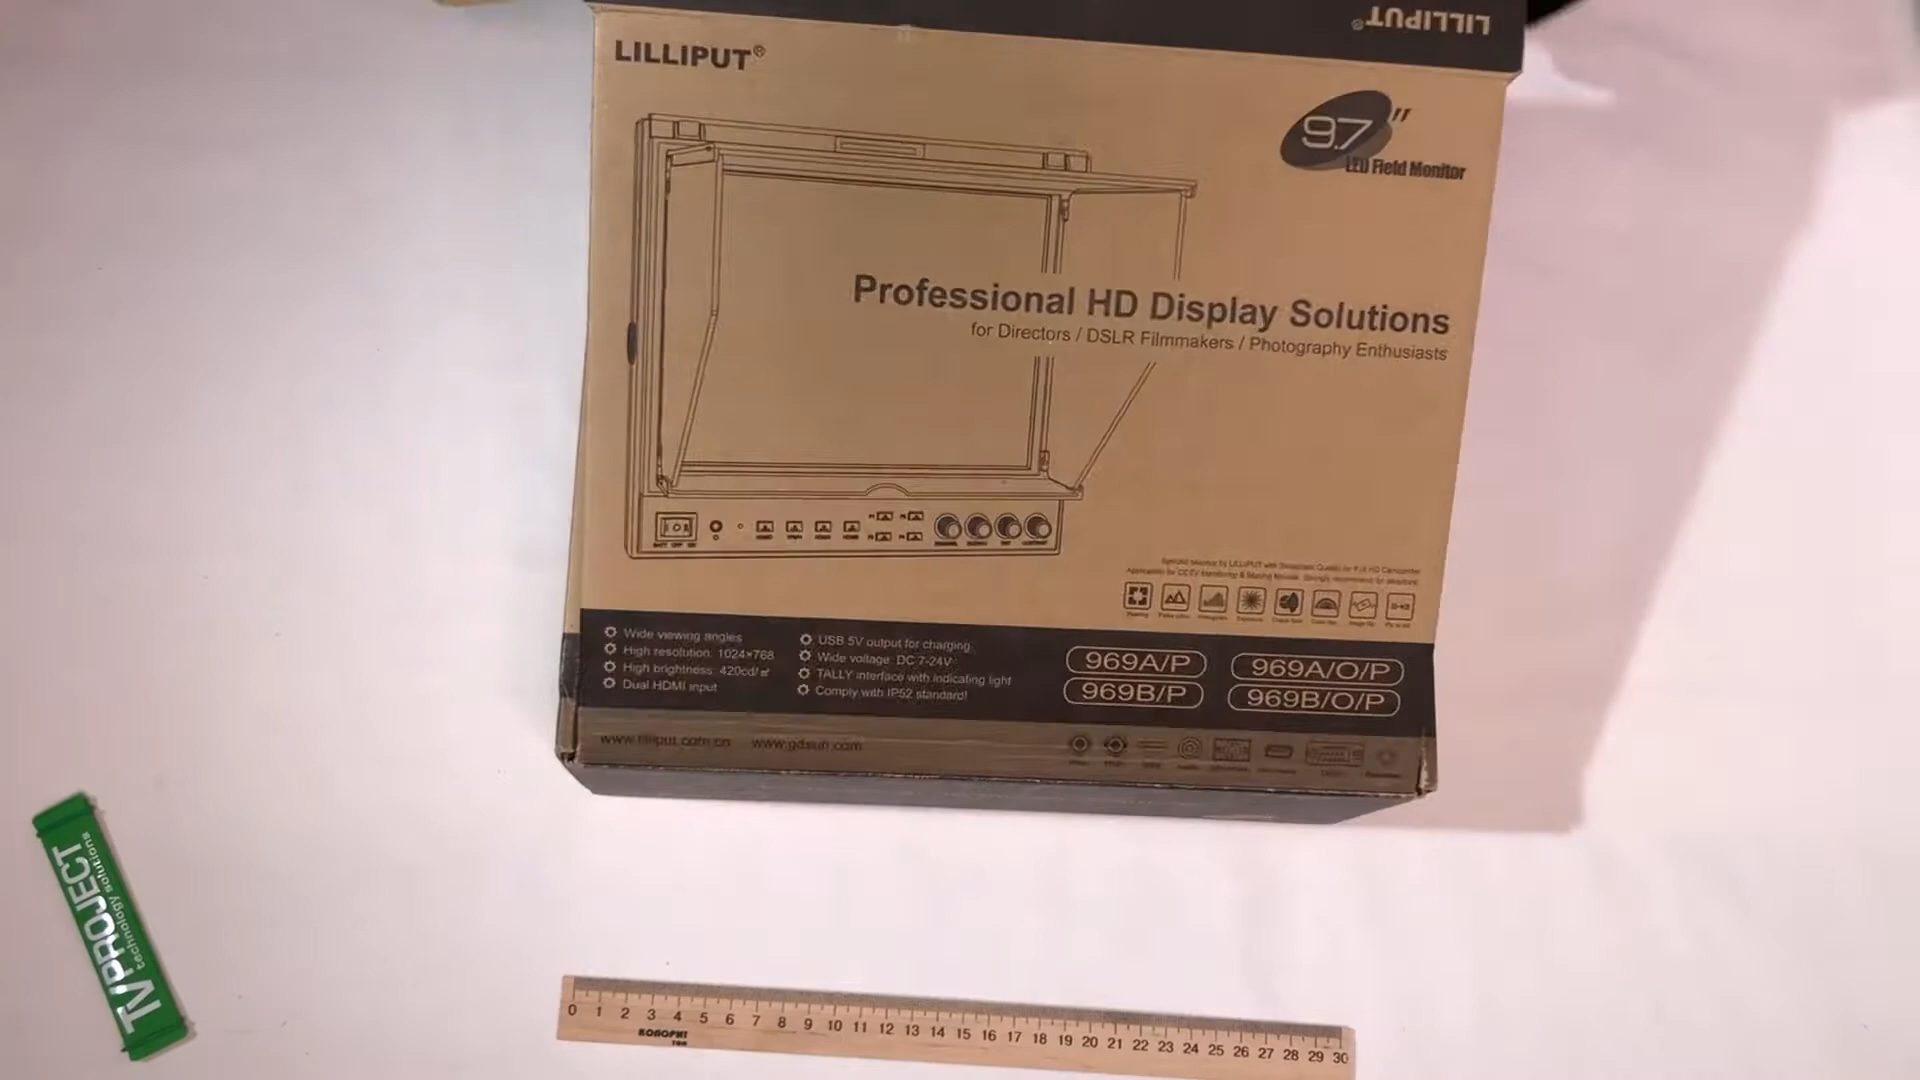 LILLIPUT®
LILLIPUT®
9.7"
LED Field Monitor
Professional HD Display Solutions
for Directors / DSLR Filmmakers / Photography Enthusiasts
Wide viewing angles
High resolution: 1024×768
High brightness: 420cd/㎡
Dual HDMI input
USB 5V output for charging
Wide voltage: DC 7-24V
TALLY interface with indicating light
Comply with IP52 standard!
969A/P
969A/O/P
969B/P
969B/O/P
www.lilliput.com.cn www.gdsun.com
TVPROJECT
technology solutions
0 1 2 3 4 5 6 7 8 9 10 11 12 13 14 15 16 17 18 19 20 21 22 23 24 25 26 27 28 29 30